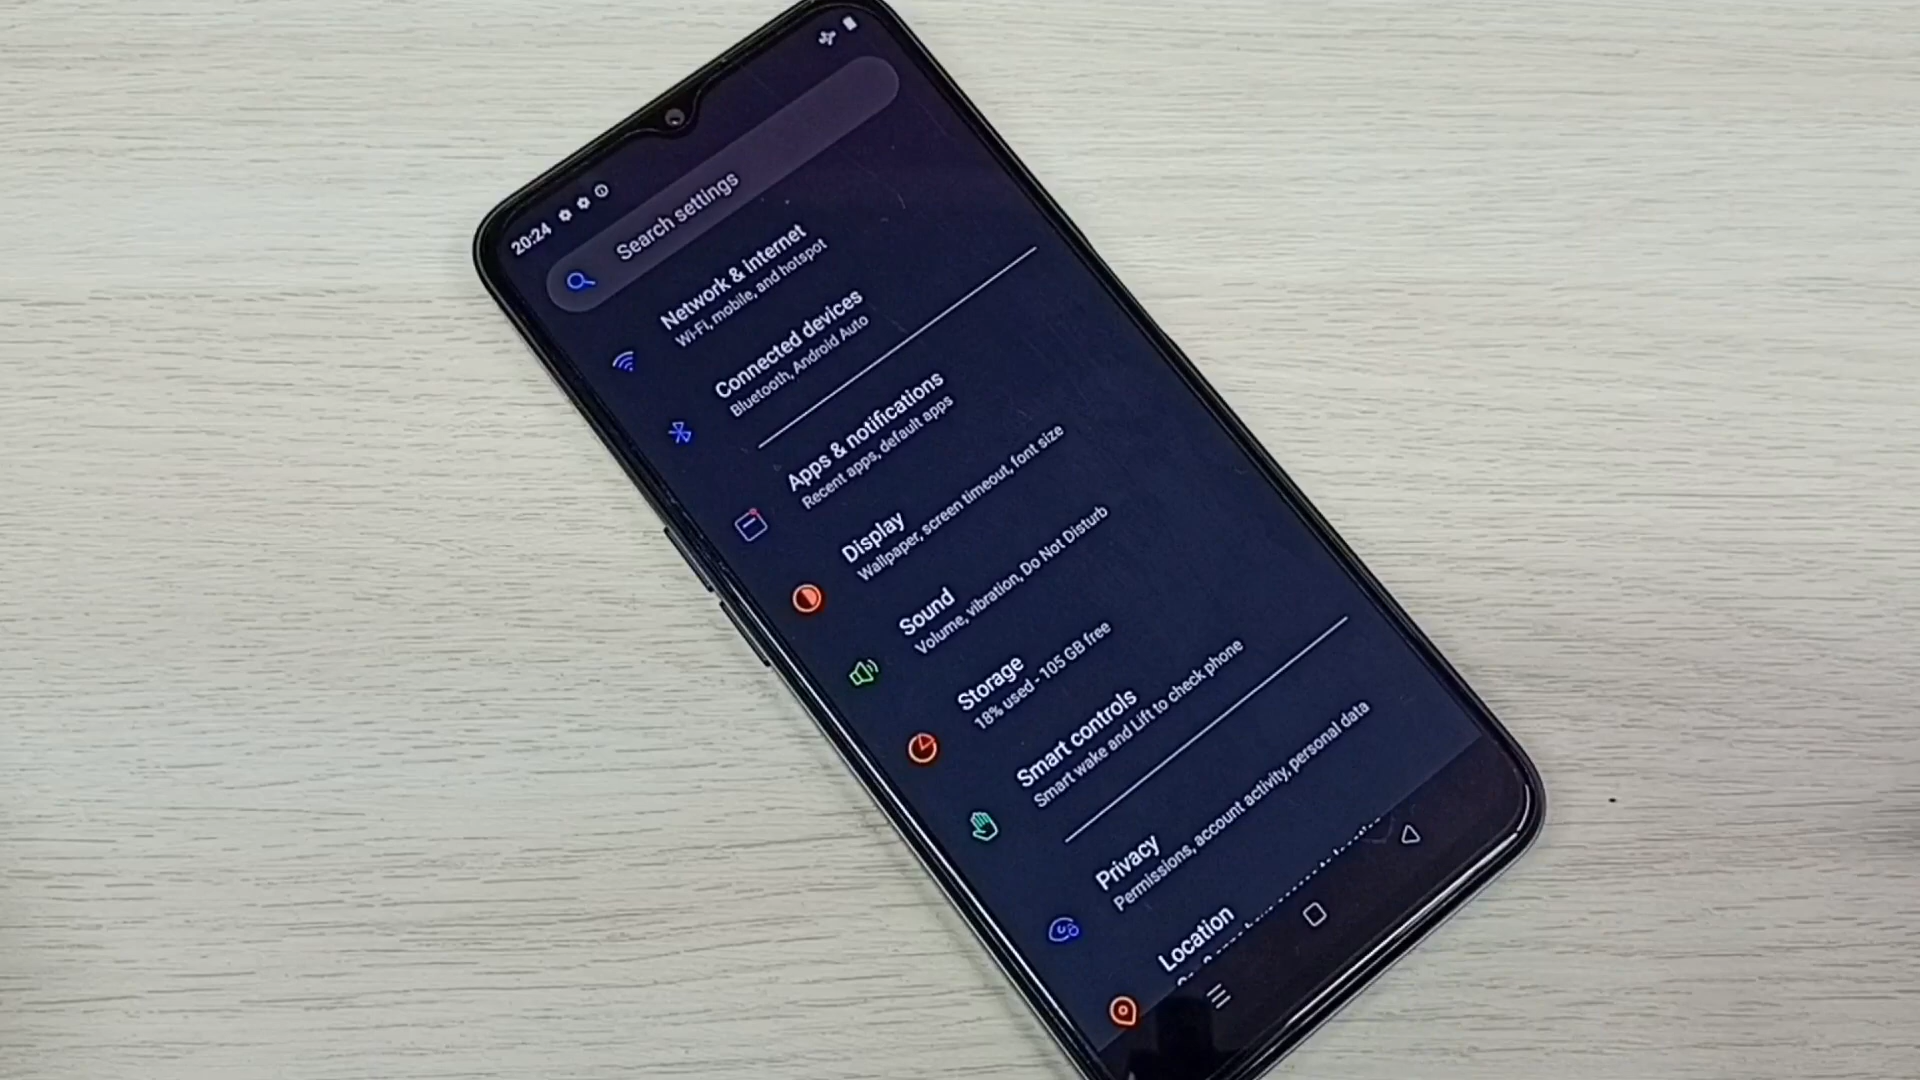 20:24
Search settings
Network & internet
Wi-Fi, mobile, and hotspot
Connected devices
Bluetooth, Android Auto
Apps & notifications
Recent apps, default apps
Display
Wallpaper, screen timeout, font size
Sound
Volume, vibration, Do Not Disturb
Storage
18% used - 105 GB free
Smart controls
Smart wake and Lift to check phone
Privacy
Permissions, account activity, personal data
Location